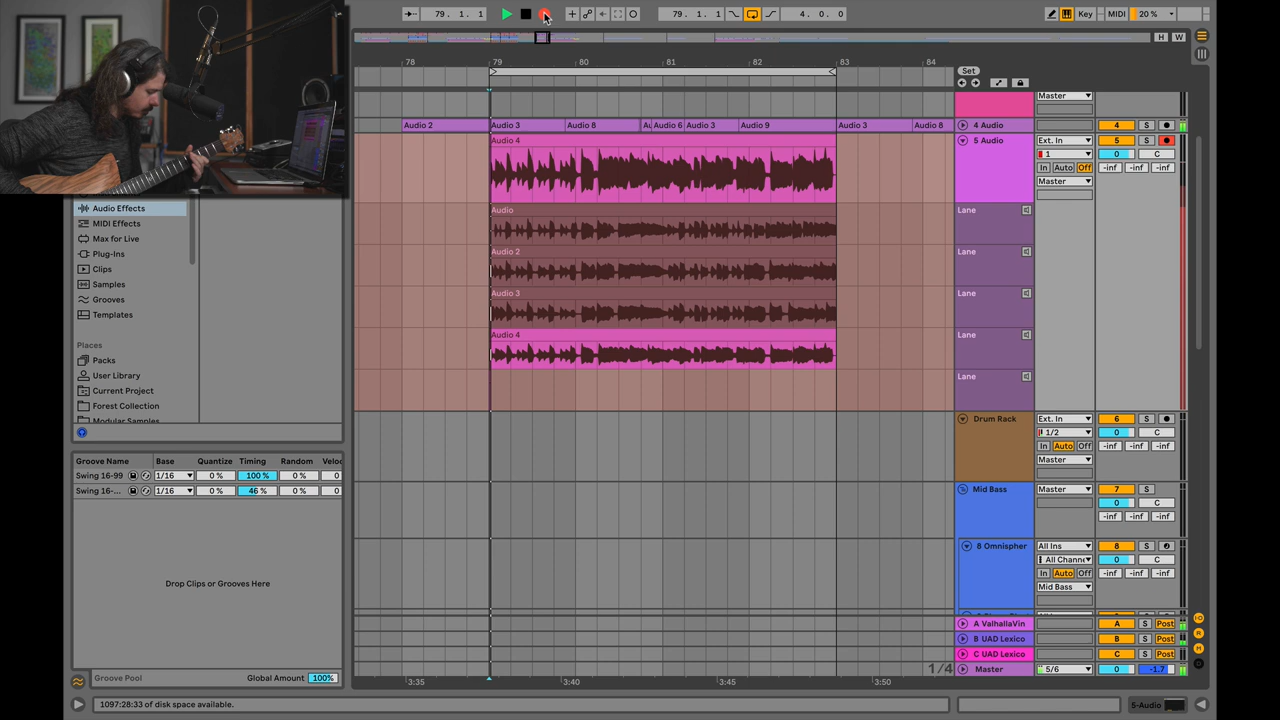 79. 1. 1
79. 1. 1
4. 0. 0
Key
MIDI
20 %
H
W
78
79
80
81
82
83
84
Set
Master
Audio 2
Audio 3
Audio 8
Audio 6
Audio 3
Audio 9
Audio 3
Audio 8
4 Audio
4
S
Audio 4
5 Audio
Ext. In
5
S
1
0
C
In
Auto
Off
-inf
-inf
-inf
Master
Audio Effects
MIDI Effects
Max for Live
Plug-Ins
Clips
Samples
Grooves
Templates
Places
Packs
User Library
Current Project
Forest Collection
Modular Samples
Audio
Lane
Audio 2
Lane
Audio 3
Lane
Audio 4
Lane
Lane
Drum Rack
Ext. In
6
S
1/2
0
C
In
Auto
Off
-inf
-inf
-inf
Master
Groove Name
Base
Quantize
Timing
Random
Veloc
Swing 16-99
1/16
0 %
100 %
0 %
0
Swing 16-...
1/16
0 %
46 %
0 %
0
Drop Clips or Grooves Here
Mid Bass
Master
7
S
0
C
-inf
-inf
-inf
8 Omnispher
All Ins
8
S
All Channe
0
C
In
Auto
Off
-inf
-inf
-inf
Mid Bass
A ValhallaVin
A
S
Post
B UAD Lexico
B
S
Post
C UAD Lexico
C
S
Post
1/4
Master
5/6
0
-1.7
Groove Pool
Global Amount
100%
3:35
3:40
3:45
3:50
1097:28:33 of disk space available.
5-Audio